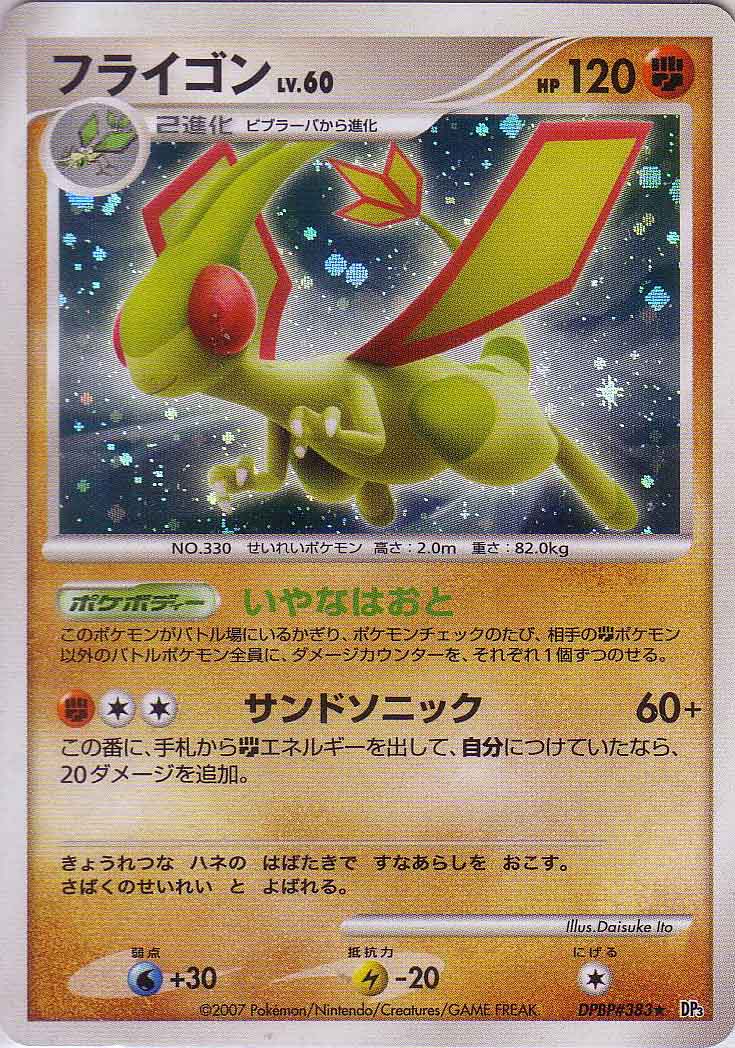 フライゴン LV.60 HP 120
2進化 ビブラーバから進化
NO.330 せいれいポケモン 高さ:2.0m 重さ:82.0kg
ポケボディー いやなはおと
このポケモンがバトル場にいるかぎり、ポケモンチェックのたび、相手のポケモン
以外のバトルポケモン全員に、ダメージカウンターを、それぞれ1個ずつのせる。
サンドソニック 60+
この番に、手札からエネルギーを出して、自分につけていたなら、
20ダメージを追加。
きょうれつな ハネの はばたきで すなあらしを おこす。
さばくのせいれい と よばれる。
Illus.Daisuke Ito
弱点 抵抗力 にげる
+30 -20
©2007 Pokémon/Nintendo/Creatures/GAME FREAK. DPBP#383★ DP3